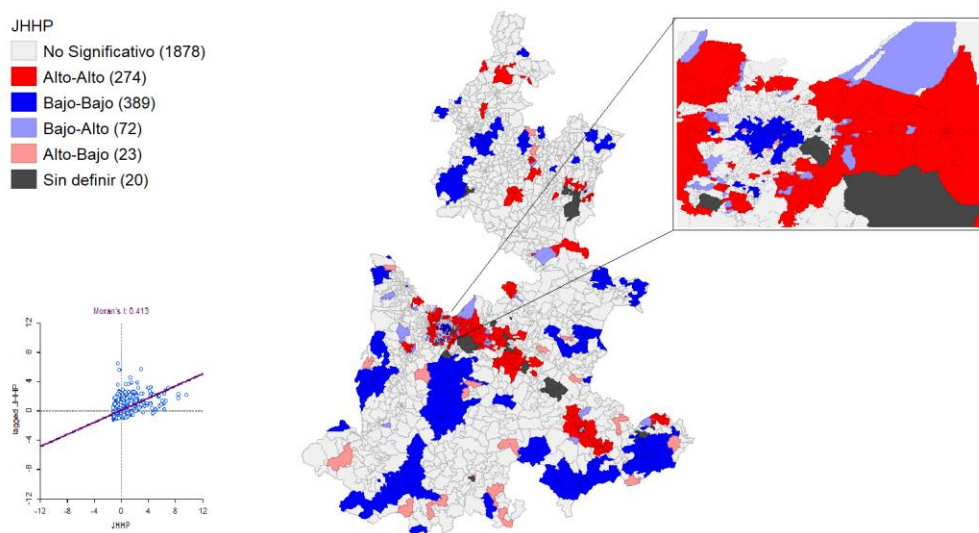 JHHP
No Significativo (1878)
Alto-Alto (274)
Bajo-Bajo (389)
Bajo-Alto (72)
Alto-Bajo (23)
Sin definir (20)
Moran's I: 0.413
12
4
0
-4
-8
-12
lagged JHHP
-12
-8
-4
0
4
8
12
JHHP